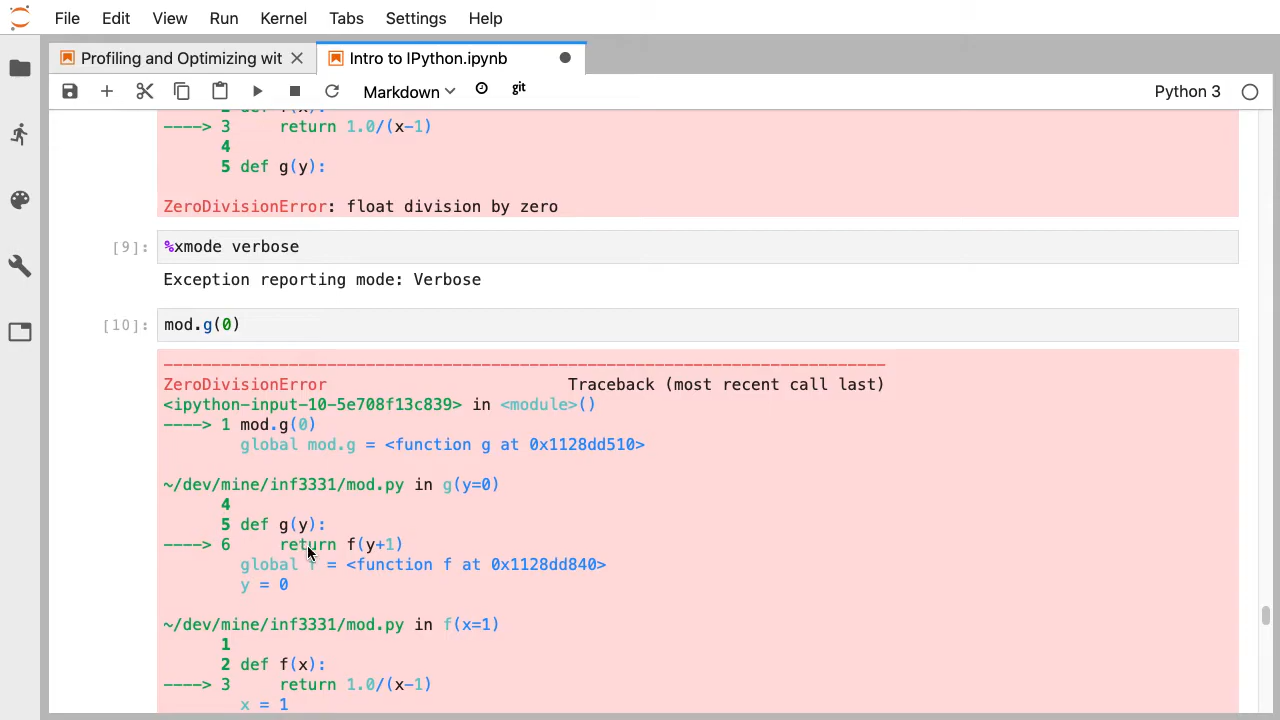 File Edit View Run Kernel Tabs Settings Help
Profiling and Optimizing wit
Intro to IPython.ipynb
Markdown
git
Python 3
2 def f(x):
----> 3     return 1.0/(x-1)
4
5 def g(y):
ZeroDivisionError: float division by zero
[9]: %xmode verbose
Exception reporting mode: Verbose
[10]: mod.g(0)
---------------------------------------------------------------------------
ZeroDivisionError                         Traceback (most recent call last)
<ipython-input-10-5e708f13c839> in <module>()
----> 1 mod.g(0)
        global mod.g = <function g at 0x1128dd510>
~/dev/mine/inf3331/mod.py in g(y=0)
4
5 def g(y):
----> 6     return f(y+1)
        global f = <function f at 0x1128dd840>
        y = 0
~/dev/mine/inf3331/mod.py in f(x=1)
1
2 def f(x):
----> 3     return 1.0/(x-1)
        x = 1